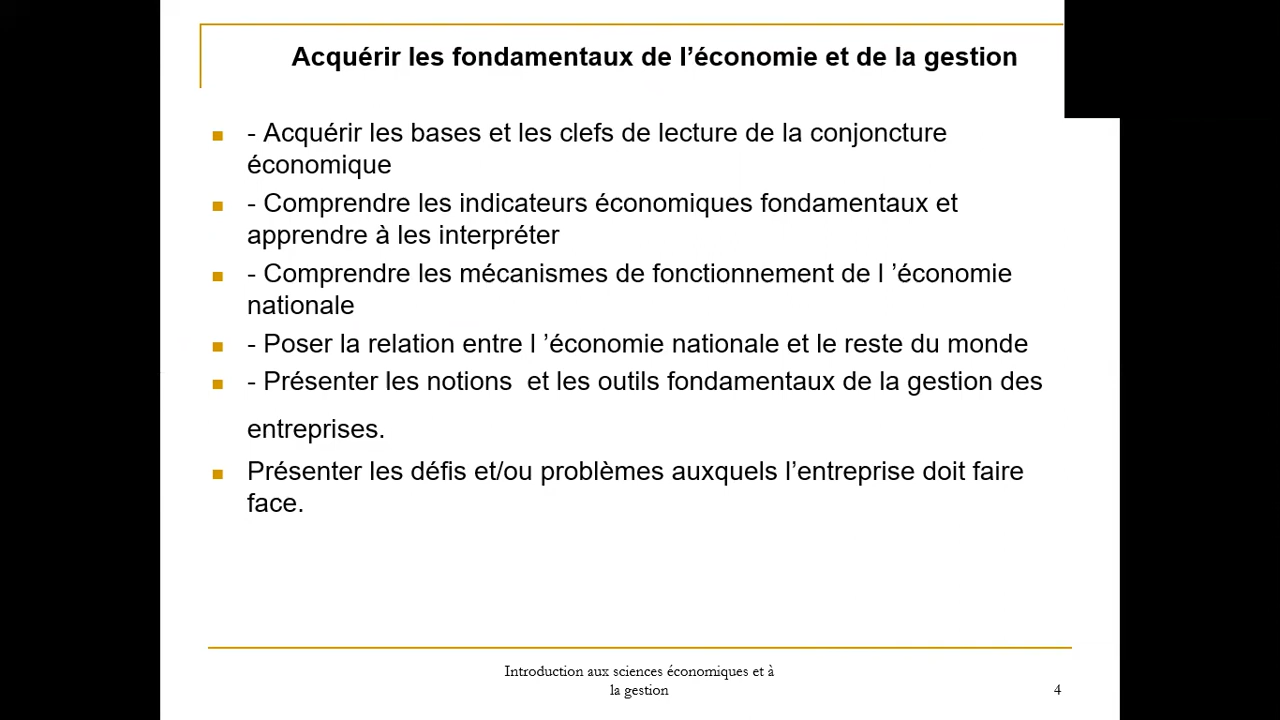 Acquérir les fondamentaux de l’économie et de la gestion
- Acquérir les bases et les clefs de lecture de la conjoncture
économique
- Comprendre les indicateurs économiques fondamentaux et
apprendre à les interpréter
- Comprendre les mécanismes de fonctionnement de l ’économie
nationale
- Poser la relation entre l ’économie nationale et le reste du monde
- Présenter les notions  et les outils fondamentaux de la gestion des
entreprises.
Présenter les défis et/ou problèmes auxquels l’entreprise doit faire
face.
Introduction aux sciences économiques et à
la gestion
4